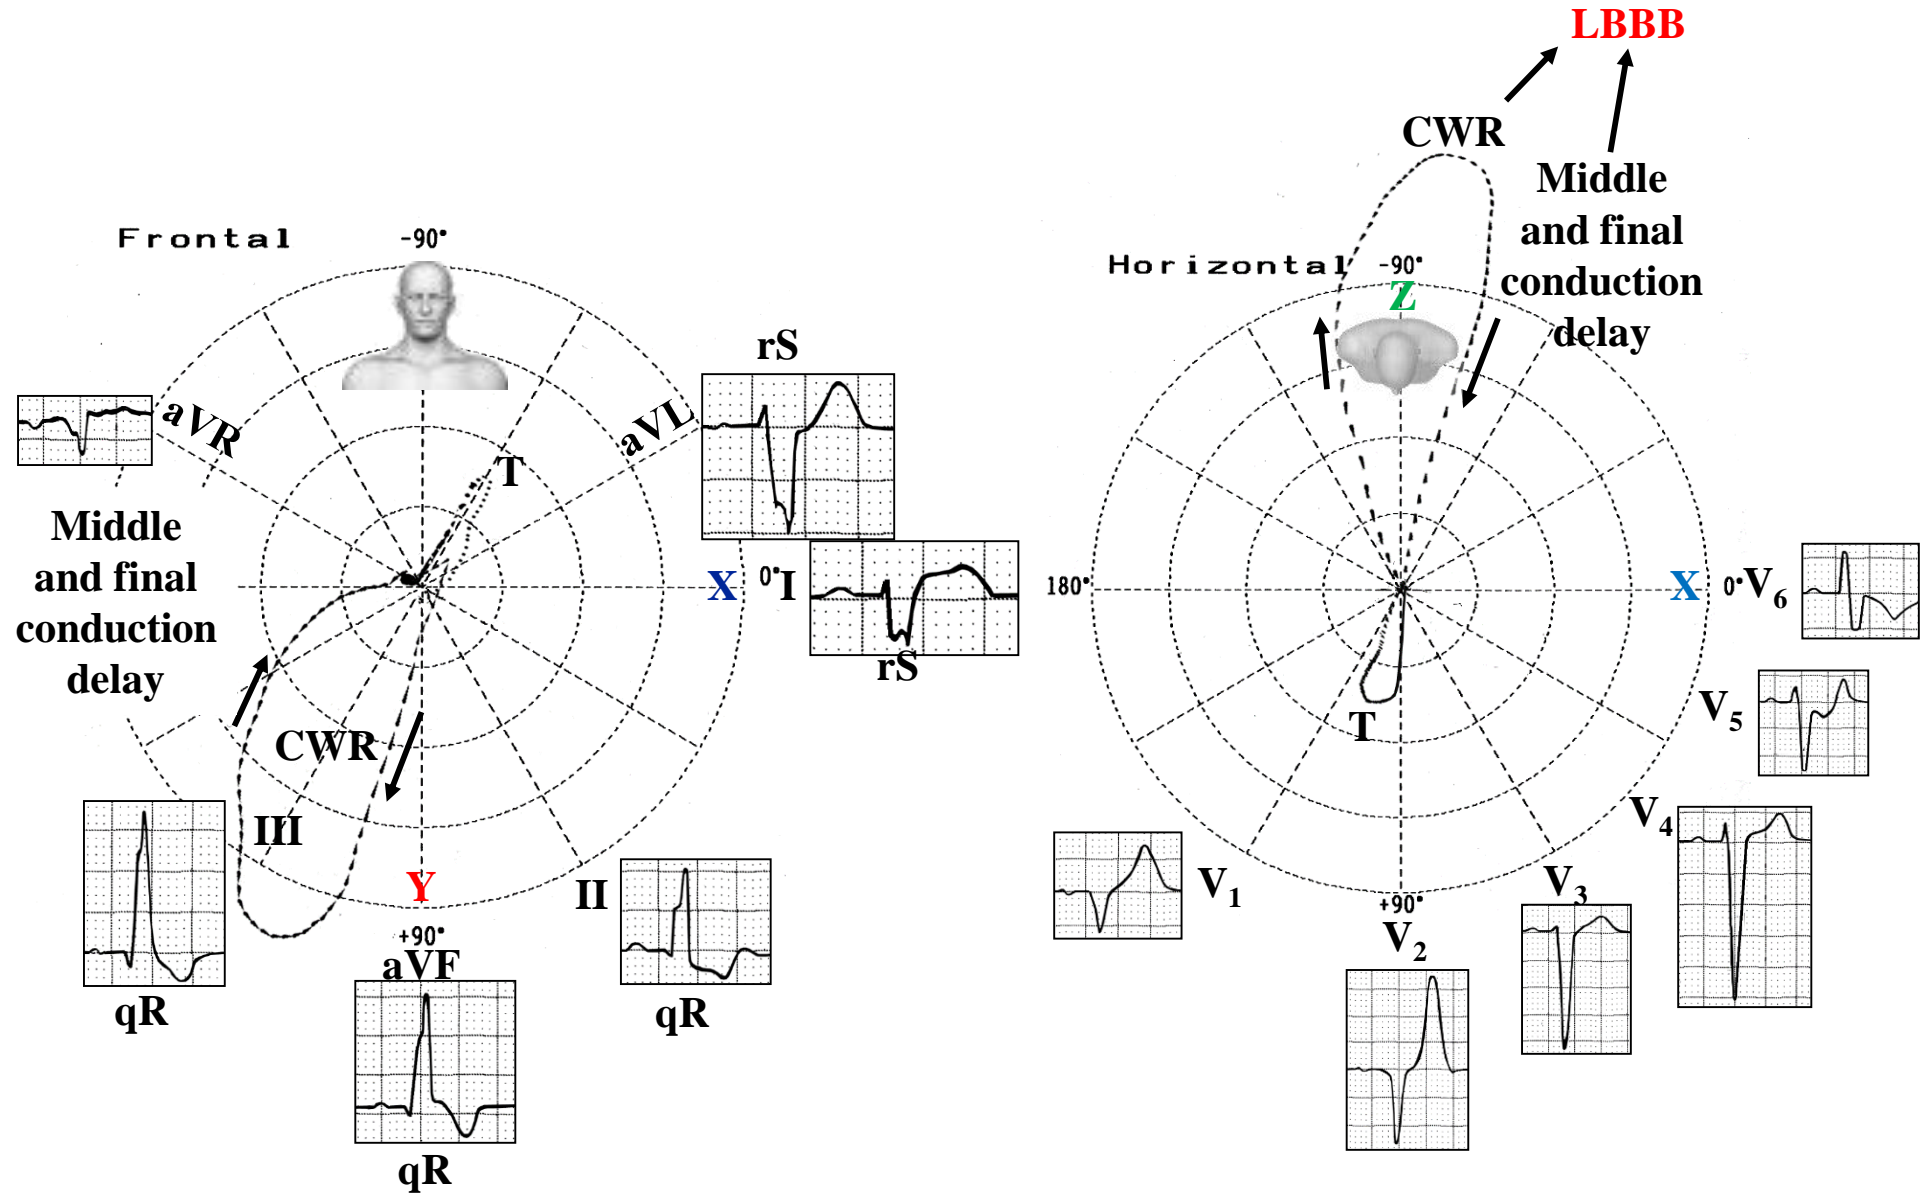 LBBB
CWR
Middle
and final
conduction
delay
Frontal
-90°
Horizontal
-90°
Z
rS
aVR
aVL
T
Middle
and final
conduction
delay
X
0°
I
rS
180°
X
0°
V6
CWR
T
V5
III
V4
Y
II
V1
V3
+90°
aVF
+90°
V2
qR
qR
qR